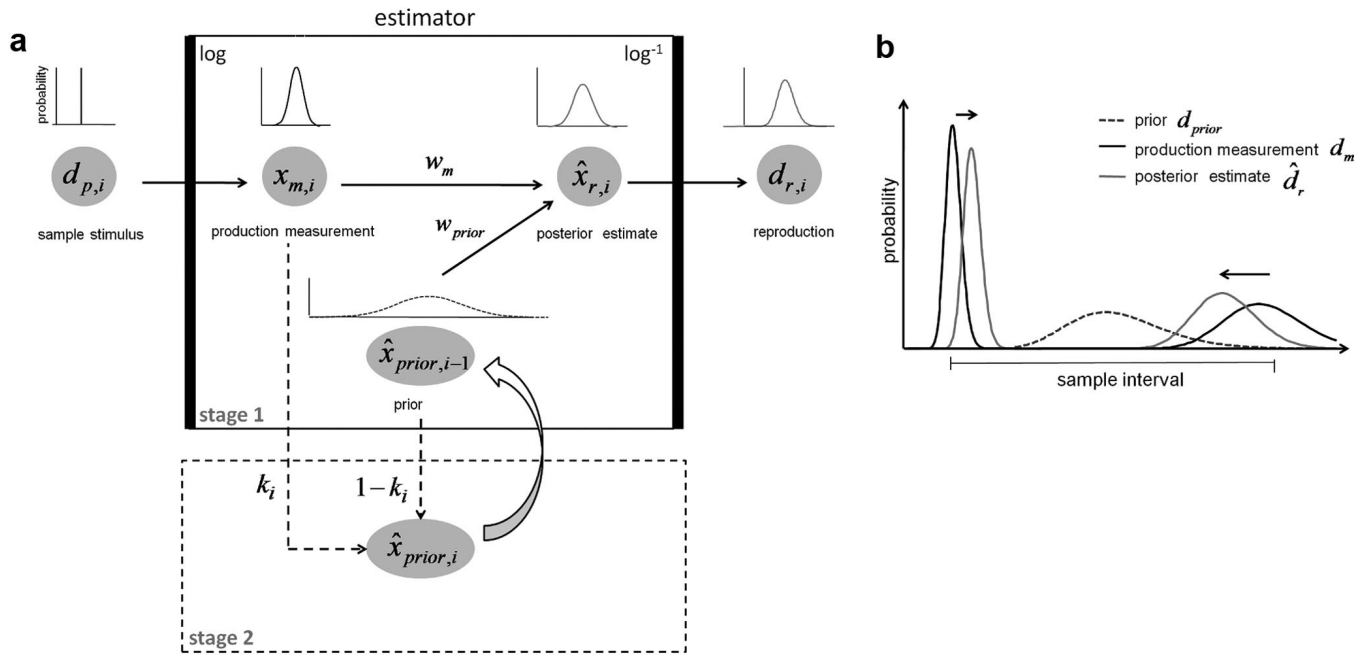 a
estimator
log
log⁻¹
probability
d_{p,i}
sample stimulus
x_{m,i}
production measurement
w_m
w_{prior}
x̂_{r,i}
posterior estimate
d_{r,i}
reproduction
x̂_{prior,i−1}
prior
stage 1
k_i
1−k_i
x̂_{prior,i}
stage 2
b
probability
prior d_{prior}
production measurement d_m
posterior estimate d̂_r
sample interval